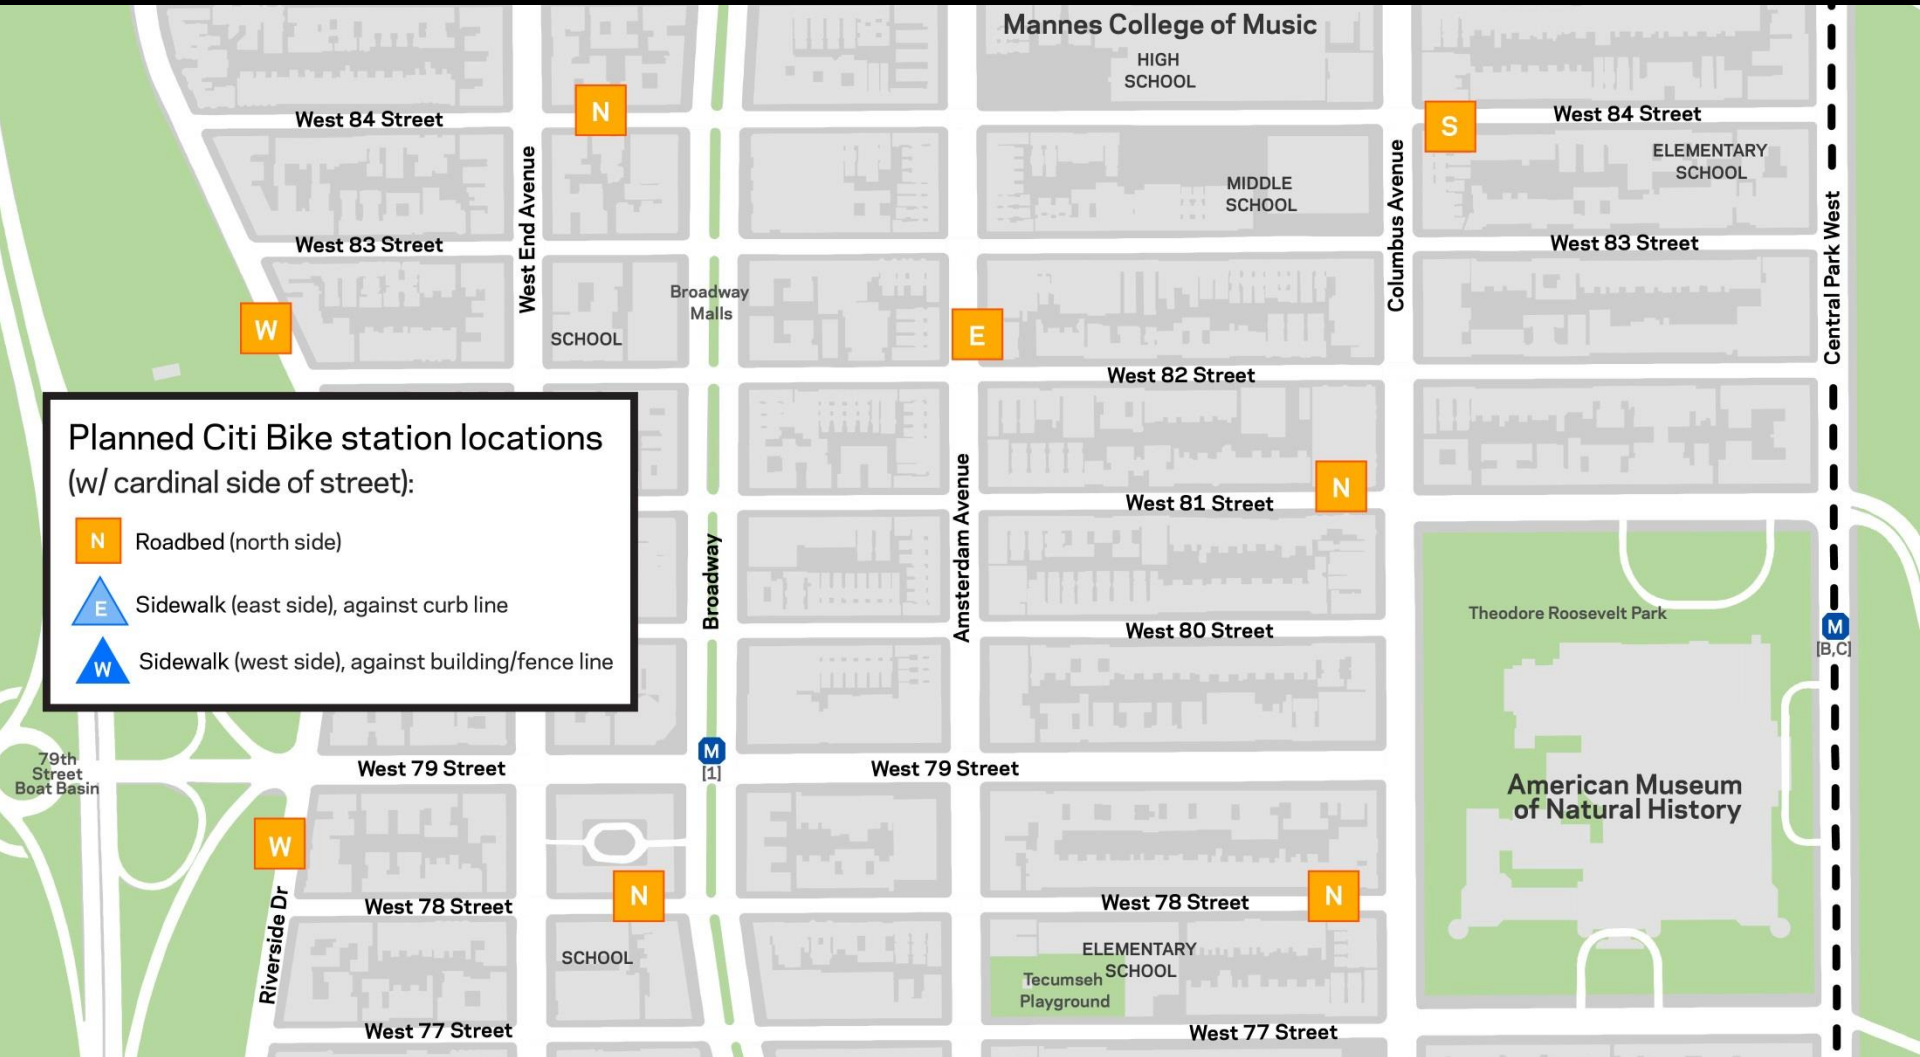 Mannes College of Music
HIGH
SCHOOL
N
S
West 84 Street
West 84 Street
ELEMENTARY
SCHOOL
MIDDLE
SCHOOL
West End Avenue
Columbus Avenue
Central Park West
West 83 Street
West 83 Street
Broadway
Malls
W
E
SCHOOL
West 82 Street
Planned Citi Bike station locations
(w/ cardinal side of street):
N
Roadbed (north side)
E
Sidewalk (east side), against curb line
W
Sidewalk (west side), against building/fence line
Amsterdam Avenue
Broadway
N
West 81 Street
Theodore Roosevelt Park
West 80 Street
M
[B,C]
M
[1]
79th
Street
Boat Basin
West 79 Street
West 79 Street
American Museum
of Natural History
W
N
N
Riverside Dr
West 78 Street
West 78 Street
SCHOOL
ELEMENTARY
SCHOOL
Tecumseh
Playground
West 77 Street
West 77 Street